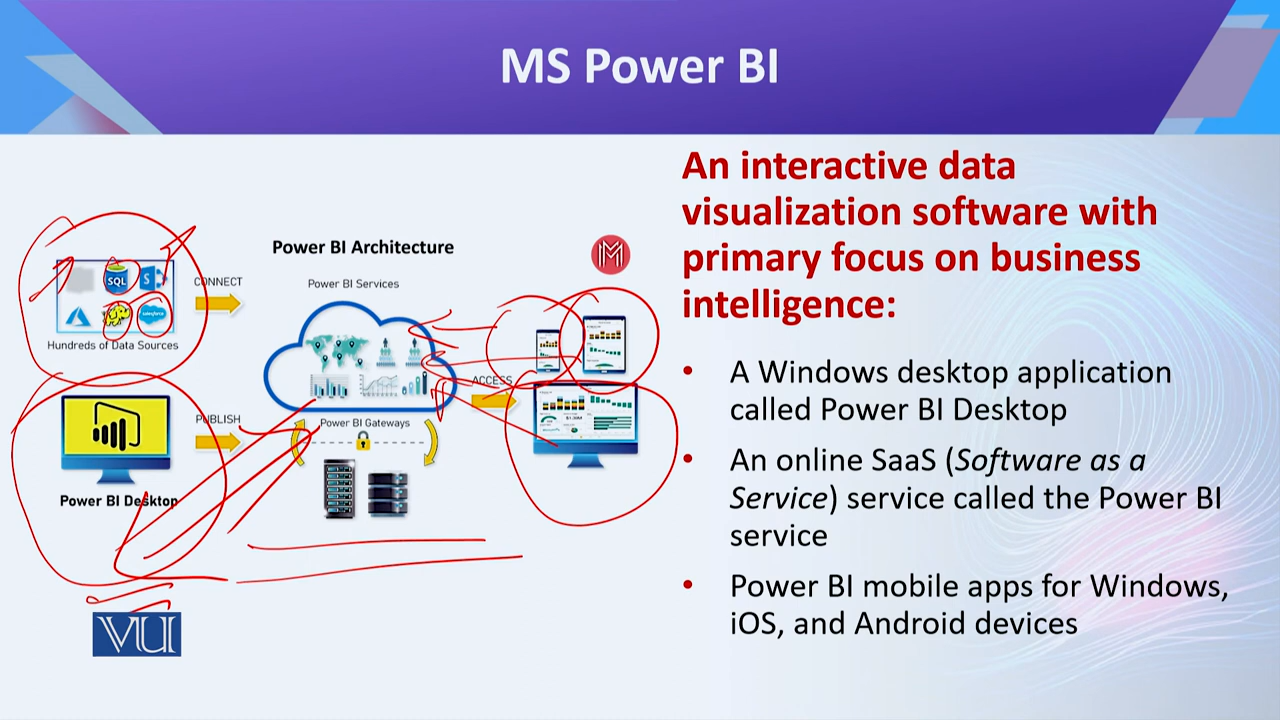 MS Power BI
An interactive data
visualization software with
primary focus on business
intelligence:
• A Windows desktop application
called Power BI Desktop
• An online SaaS (Software as a
Service) service called the Power BI
service
• Power BI mobile apps for Windows,
iOS, and Android devices
Power BI Architecture
Power BI Services
CONNECT
SQL
S
salesforce
Hundreds of Data Sources
PUBLISH
Power BI Desktop
ACCESS
Power BI Gateways
M
VU